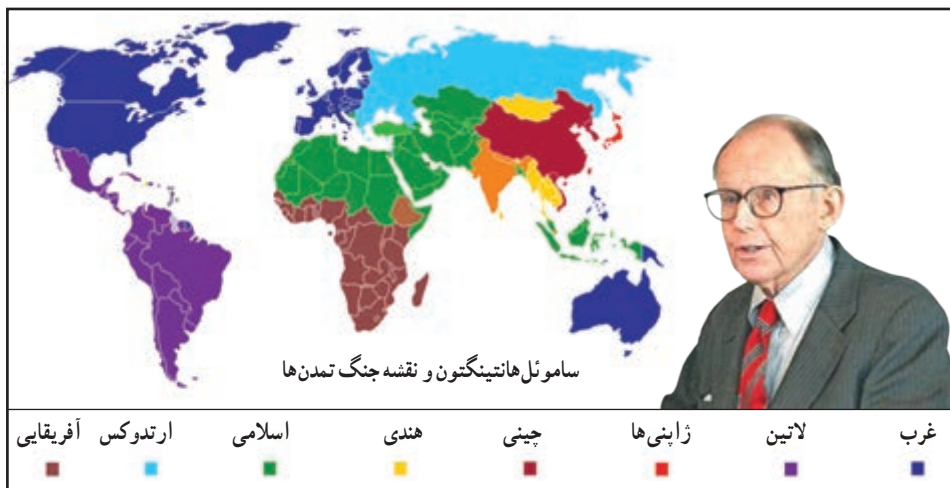 ساموئل‌هانتینگتون و نقشه جنگ تمدن‌ها
غرب لاتین ژاپنی‌ها چینی هندی اسلامی ارتدوکس آفریقایی